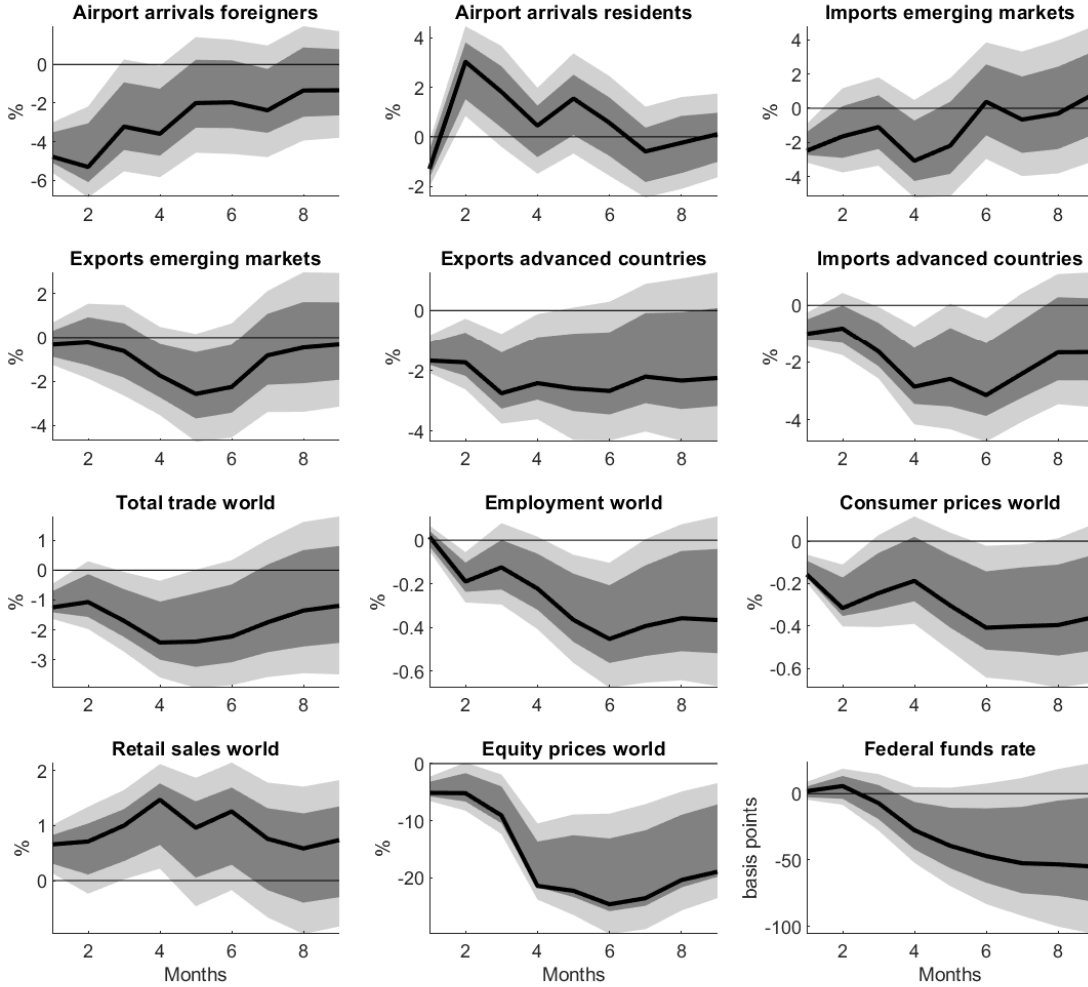 Airport arrivals foreigners
0
-2
-4
-6
%
2 4 6 8
Airport arrivals residents
4
2
0
-2
%
2 4 6 8
Imports emerging markets
4
2
0
-2
-4
%
2 4 6 8
Exports emerging markets
2
0
-2
-4
%
2 4 6 8
Exports advanced countries
0
-2
-4
%
2 4 6 8
Imports advanced countries
0
-2
-4
%
2 4 6 8
Total trade world
1
0
-1
-2
-3
%
2 4 6 8
Employment world
0
-0.2
-0.4
-0.6
%
2 4 6 8
Consumer prices world
0
-0.2
-0.4
-0.6
%
2 4 6 8
Retail sales world
2
1
0
%
2 4 6 8
Months
Equity prices world
0
-10
-20
%
2 4 6 8
Months
Federal funds rate
0
-50
-100
basis points
2 4 6 8
Months